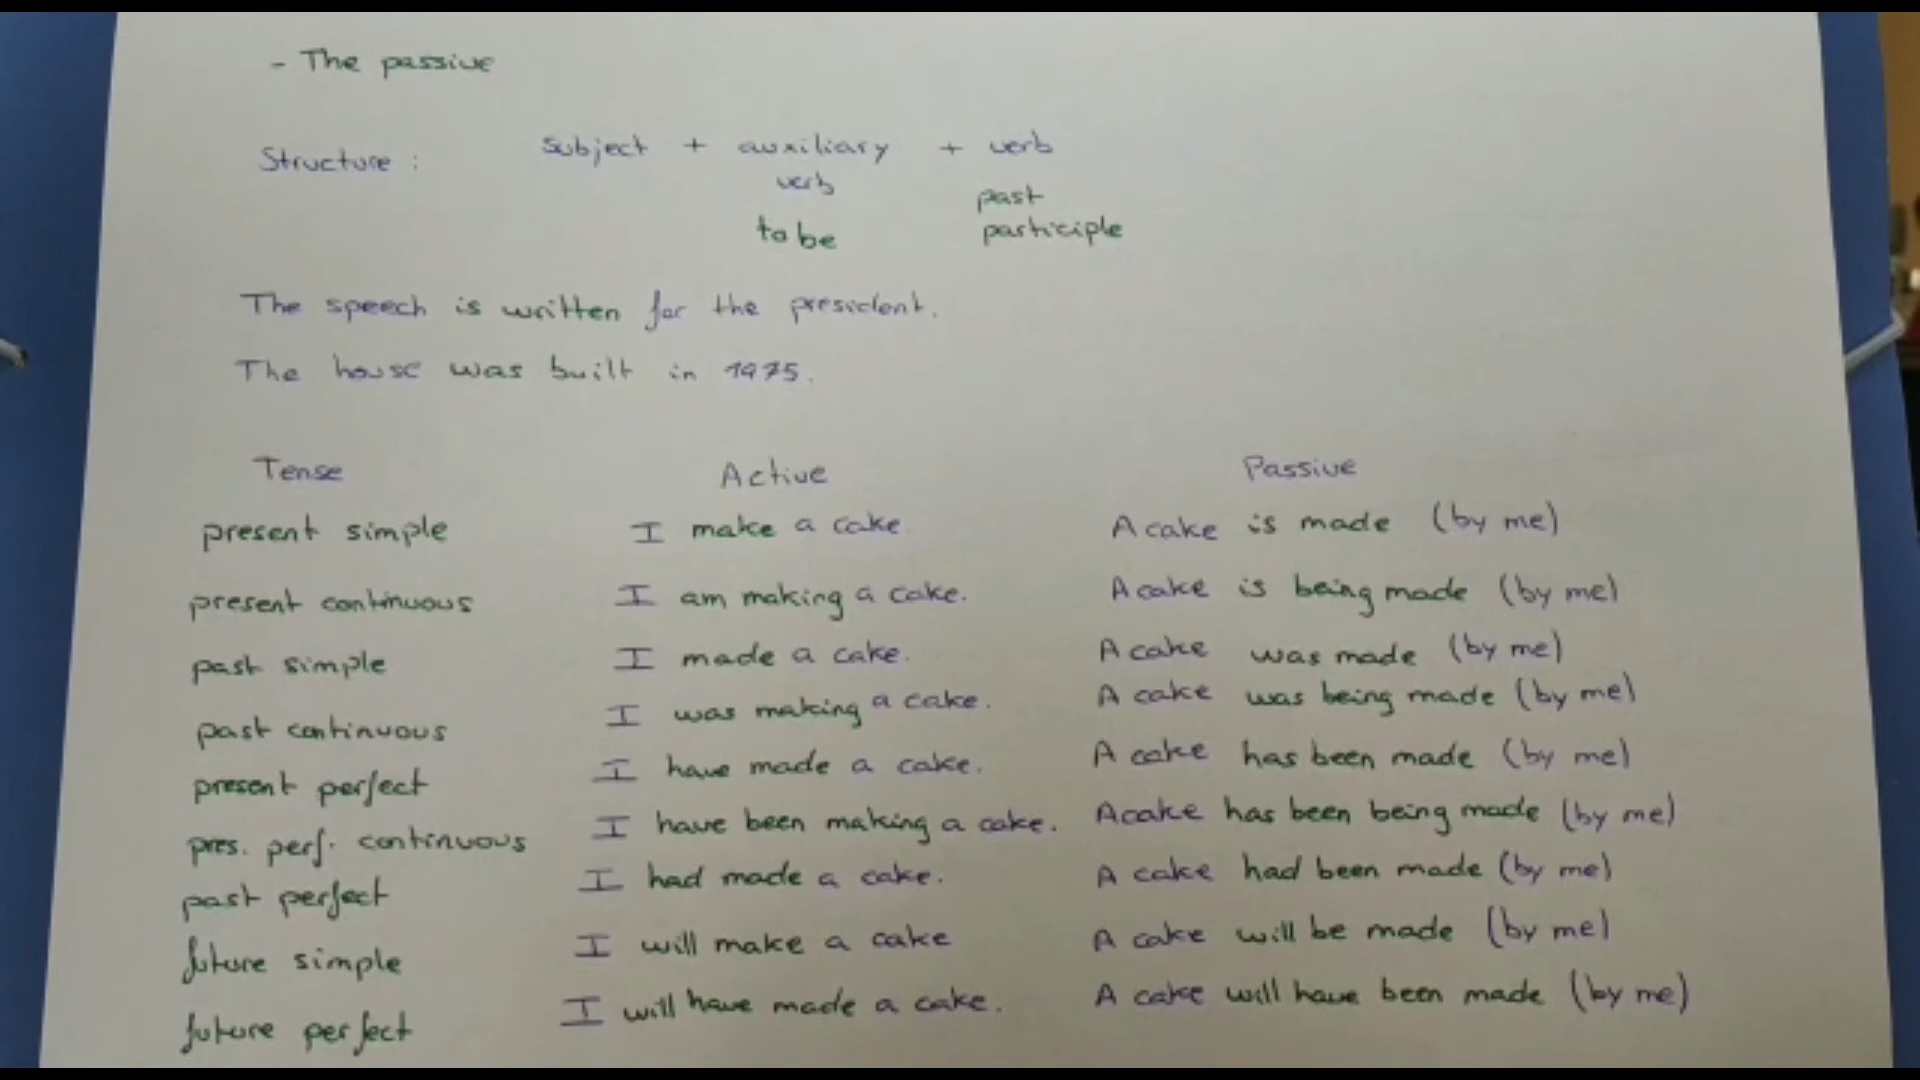 - The passive
Structure : subject + auxiliary + verb
verb past
to be participle
The speech is written for the president.
The house was built in 1975.
Tense Active Passive
present simple I make a cake. A cake is made (by me)
present continuous I am making a cake. A cake is being made (by me)
past simple I made a cake. A cake was made (by me)
past continuous I was making a cake. A cake was being made (by me)
present perfect I have made a cake. A cake has been made (by me)
pres. perf. continuous I have been making a cake. A cake has been being made (by me)
past perfect I had made a cake. A cake had been made (by me)
future simple I will make a cake A cake will be made (by me)
future perfect I will have made a cake. A cake will have been made (by me)